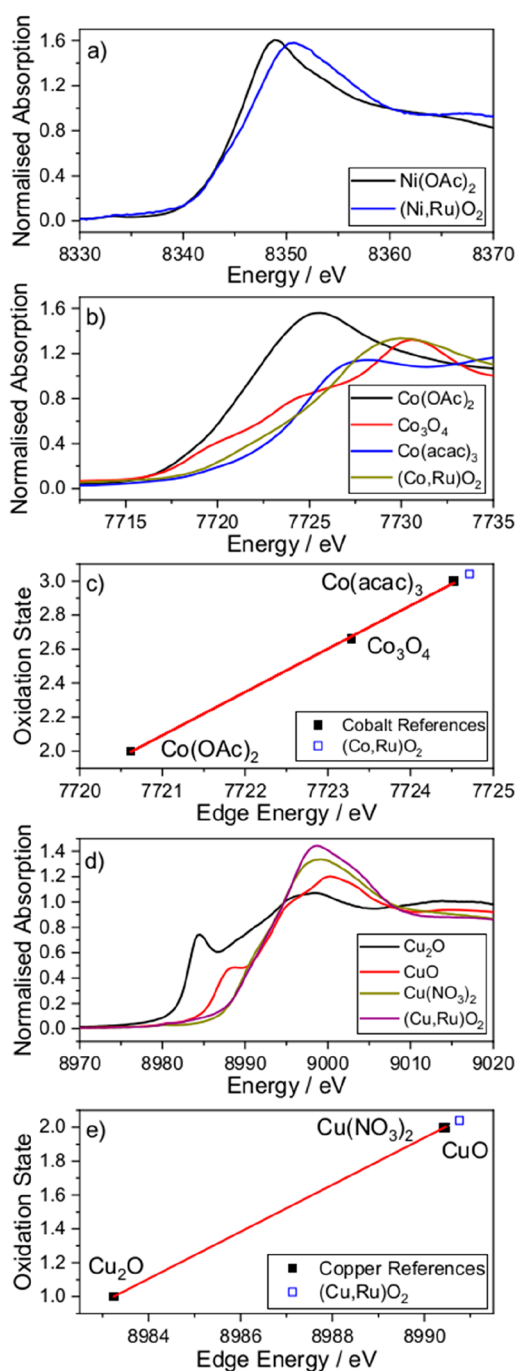 a)
Normalised Absorption
1.6
1.2
0.8
0.4
0.0
Ni(OAc)₂
(Ni,Ru)O₂
8330 8340 8350 8360 8370
Energy / eV
b)
Normalised Absorption
1.6
1.2
0.8
0.4
0.0
Co(OAc)₂
Co₃O₄
Co(acac)₃
(Co,Ru)O₂
7715 7720 7725 7730 7735
Energy / eV
c)
Oxidation State
3.0
2.8
2.6
2.4
2.2
2.0
Co(acac)₃
Co₃O₄
Co(OAc)₂
Cobalt References
(Co,Ru)O₂
7720 7721 7722 7723 7724 7725
Edge Energy / eV
d)
Normalised Absorption
1.4
1.2
1.0
0.8
0.6
0.4
0.2
0.0
Cu₂O
CuO
Cu(NO₃)₂
(Cu,Ru)O₂
8970 8980 8990 9000 9010 9020
Energy / eV
e)
Oxidation State
2.0
1.8
1.6
1.4
1.2
1.0
Cu(NO₃)₂
CuO
Cu₂O
Copper References
(Cu,Ru)O₂
8984 8986 8988 8990
Edge Energy / eV